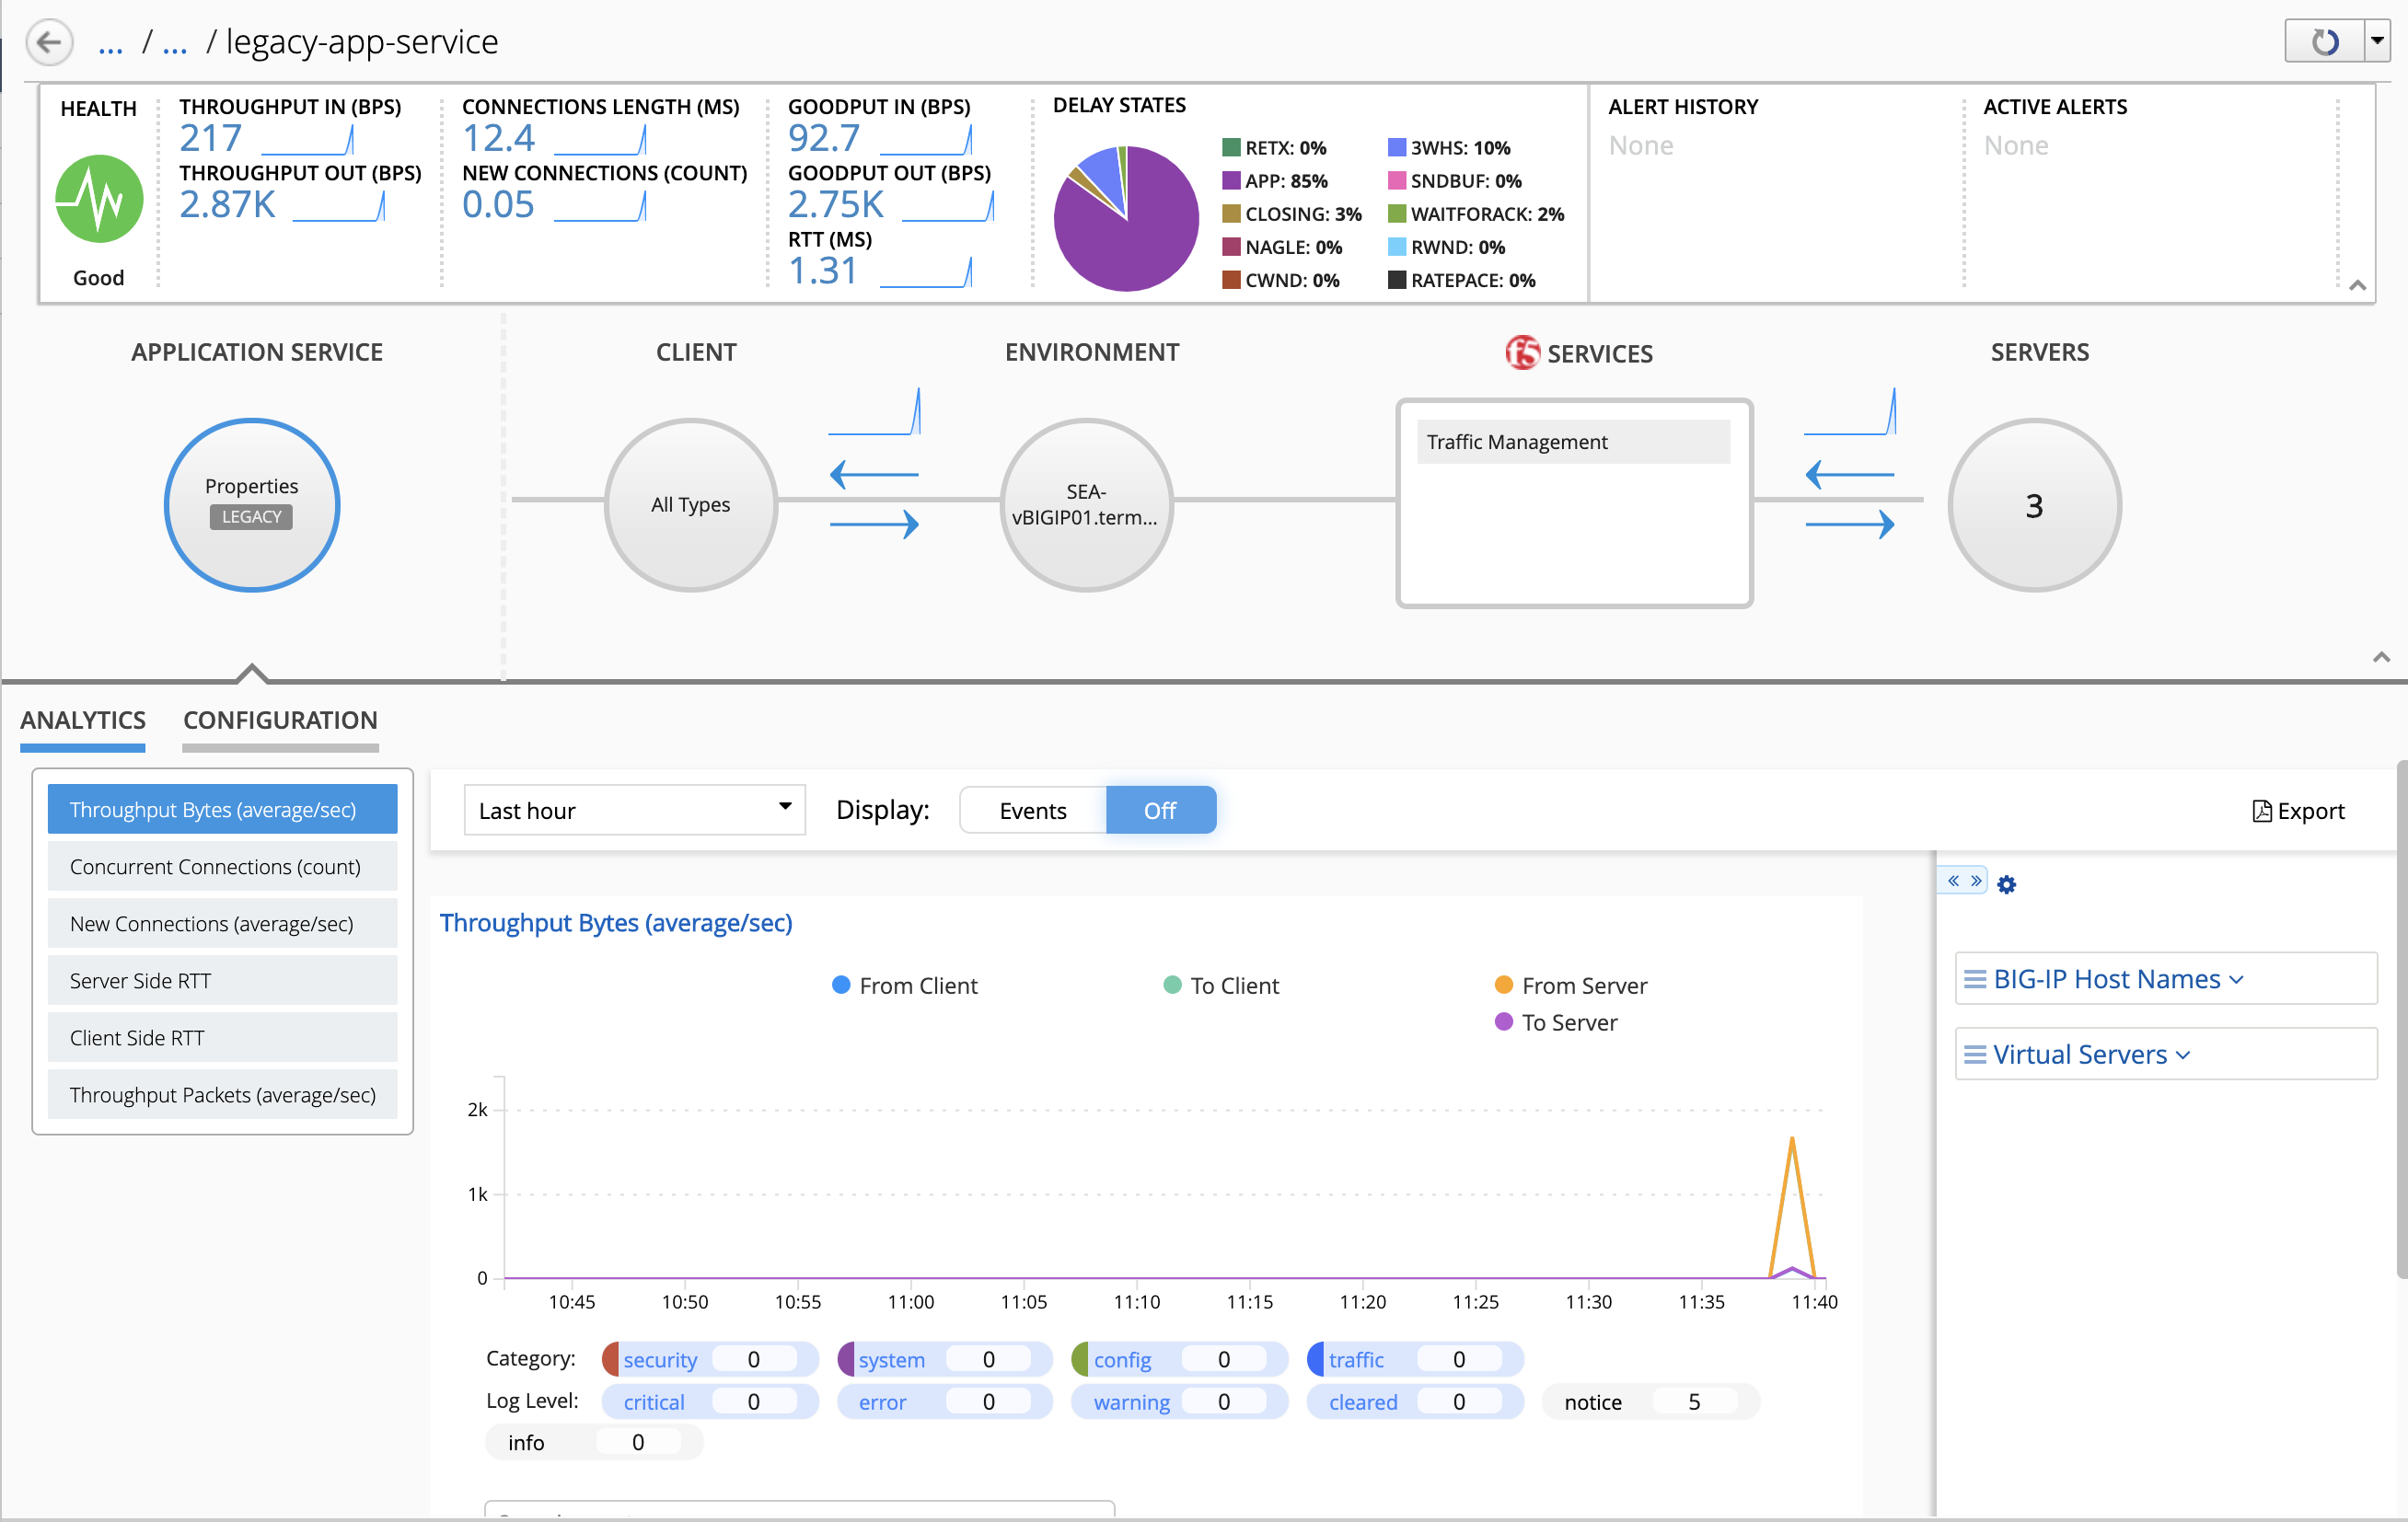 ... / ... / legacy-app-service
HEALTH
Good
THROUGHPUT IN (BPS)
217
THROUGHPUT OUT (BPS)
2.87K
CONNECTIONS LENGTH (MS)
12.4
NEW CONNECTIONS (COUNT)
0.05
GOODPUT IN (BPS)
92.7
GOODPUT OUT (BPS)
2.75K
RTT (MS)
1.31
DELAY STATES
RETX: 0%
APP: 85%
CLOSING: 3%
NAGLE: 0%
CWND: 0%
3WHS: 10%
SNDBUF: 0%
WAITFORACK: 2%
RWND: 0%
RATEPACE: 0%
ALERT HISTORY
None
ACTIVE ALERTS
None
APPLICATION SERVICE
Properties
LEGACY
CLIENT
All Types
ENVIRONMENT
SEA-
vBIGIP01.term...
f5 SERVICES
Traffic Management
SERVERS
3
ANALYTICS
CONFIGURATION
Throughput Bytes (average/sec)
Concurrent Connections (count)
New Connections (average/sec)
Server Side RTT
Client Side RTT
Throughput Packets (average/sec)
Last hour
Display:
Events
Off
Export
Throughput Bytes (average/sec)
From Client
To Client
From Server
To Server
2k
1k
0
10:45 10:50 10:55 11:00 11:05 11:10 11:15 11:20 11:25 11:30 11:35 11:40
Category: security 0 system 0 config 0 traffic 0
Log Level: critical 0 error 0 warning 0 cleared 0 notice 5
info 0
BIG-IP Host Names
Virtual Servers